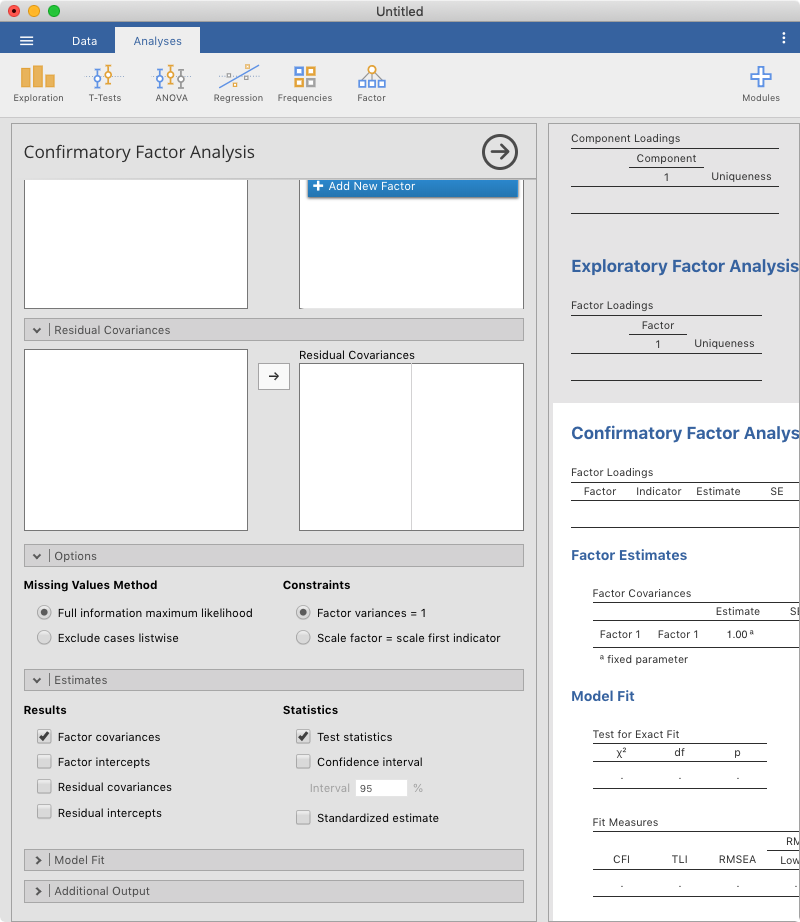 Untitled
Data
Analyses
Exploration
T-Tests
ANOVA
Regression
Frequencies
Factor
Modules
Confirmatory Factor Analysis
Add New Factor
Residual Covariances
Residual Covariances
Options
Missing Values Method
Full information maximum likelihood
Exclude cases listwise
Constraints
Factor variances = 1
Scale factor = scale first indicator
Estimates
Results
Factor covariances
Factor intercepts
Residual covariances
Residual intercepts
Statistics
Test statistics
Confidence interval
Interval 95 %
Standardized estimate
Model Fit
Additional Output
Component Loadings
Component
1 Uniqueness
Exploratory Factor Analysis
Factor Loadings
Factor
1 Uniqueness
Confirmatory Factor Analys
Factor Loadings
Factor Indicator Estimate SE
Factor Estimates
Factor Covariances
Estimate SE
Factor 1 Factor 1 1.00 ᵃ
ᵃ fixed parameter
Model Fit
Test for Exact Fit
χ² df p
. . .
Fit Measures
RM
CFI TLI RMSEA Low
. . . .